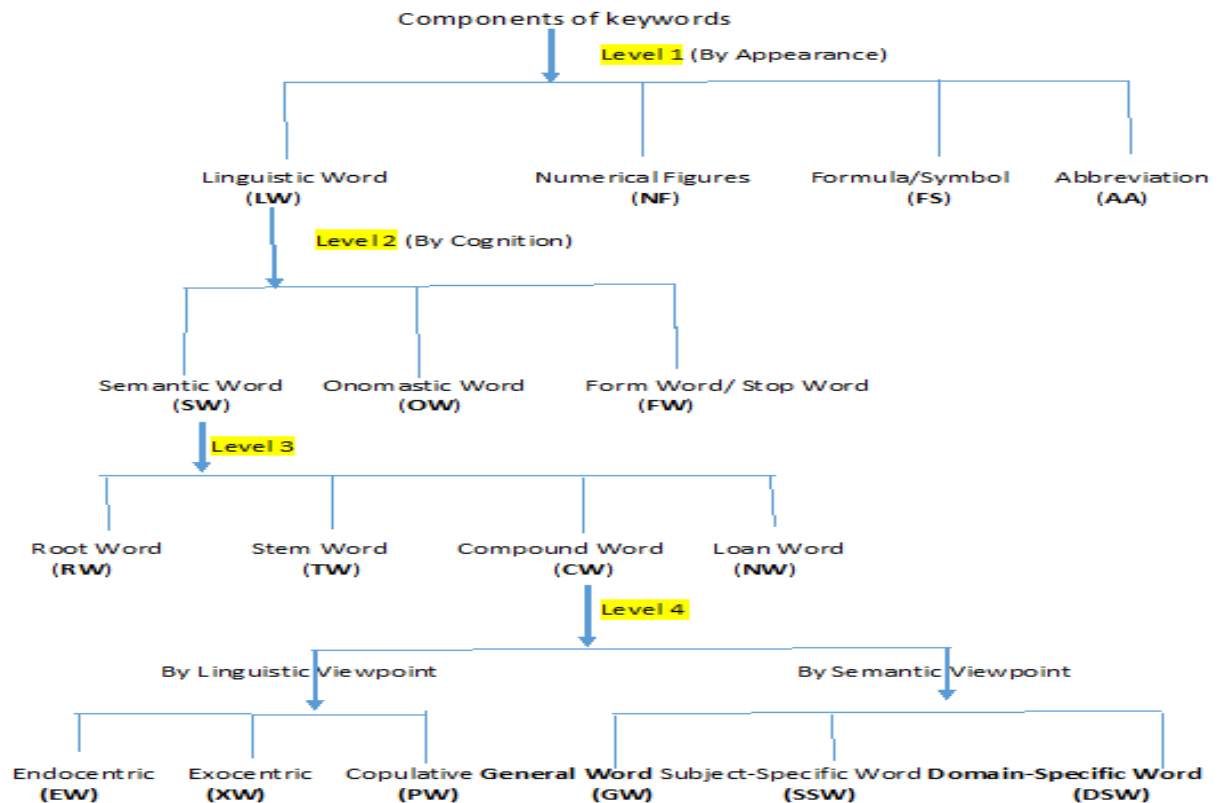 Components of keywords
Level 1 (By Appearance)
Linguistic Word Numerical Figures Formula/Symbol Abbreviation
(LW) (NF) (FS) (AA)
Level 2 (By Cognition)
Semantic Word Onomastic Word Form Word/ Stop Word
(SW) (OW) (FW)
Level 3
Root Word Stem Word Compound Word Loan Word
(RW) (TW) (CW) (NW)
Level 4
By Linguistic Viewpoint By Semantic Viewpoint
Endocentric Exocentric Copulative General Word Subject-Specific Word Domain-Specific Word
(EW) (XW) (PW) (GW) (SSW) (DSW)